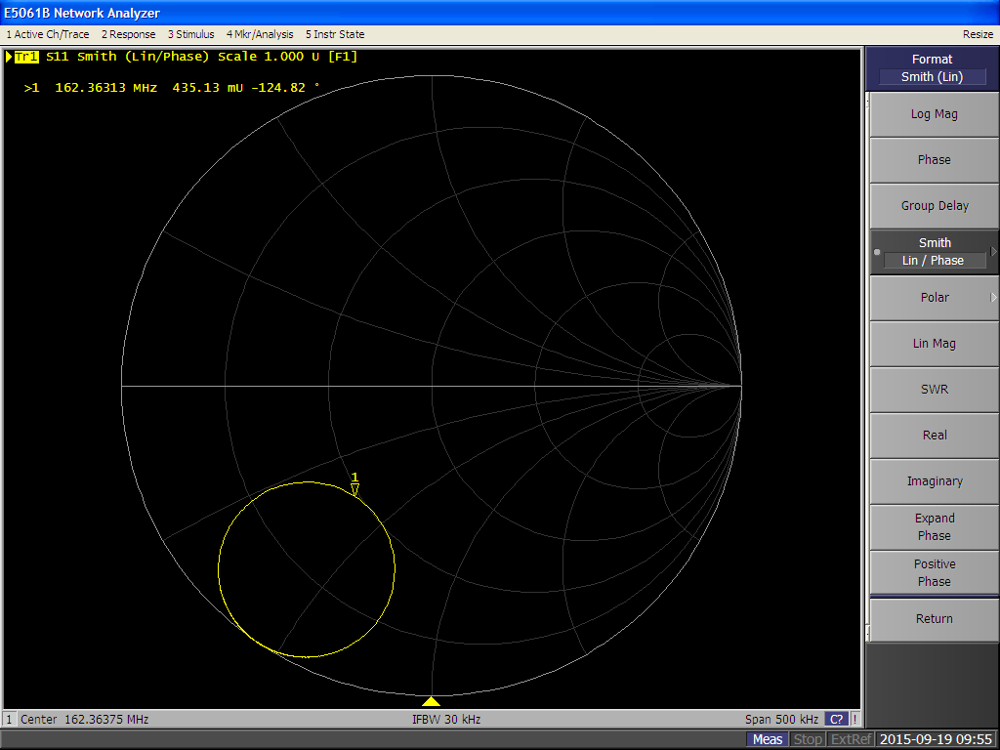 E5061B Network Analyzer
1 Active Ch/Trace 2 Response 3 Stimulus 4 Mkr/Analysis 5 Instr State Resize
Tr1 S11 Smith (Lin/Phase) Scale 1.000 U [F1]
>1 162.36313 MHz 435.13 mU -124.82 °
1
Format
Smith (Lin)
Log Mag
Phase
Group Delay
Smith
Lin / Phase
Polar
Lin Mag
SWR
Real
Imaginary
Expand
Phase
Positive
Phase
Return
1 Center 162.36375 MHz IFBW 30 kHz Span 500 kHz C? !
Meas Stop ExtRef 2015-09-19 09:55